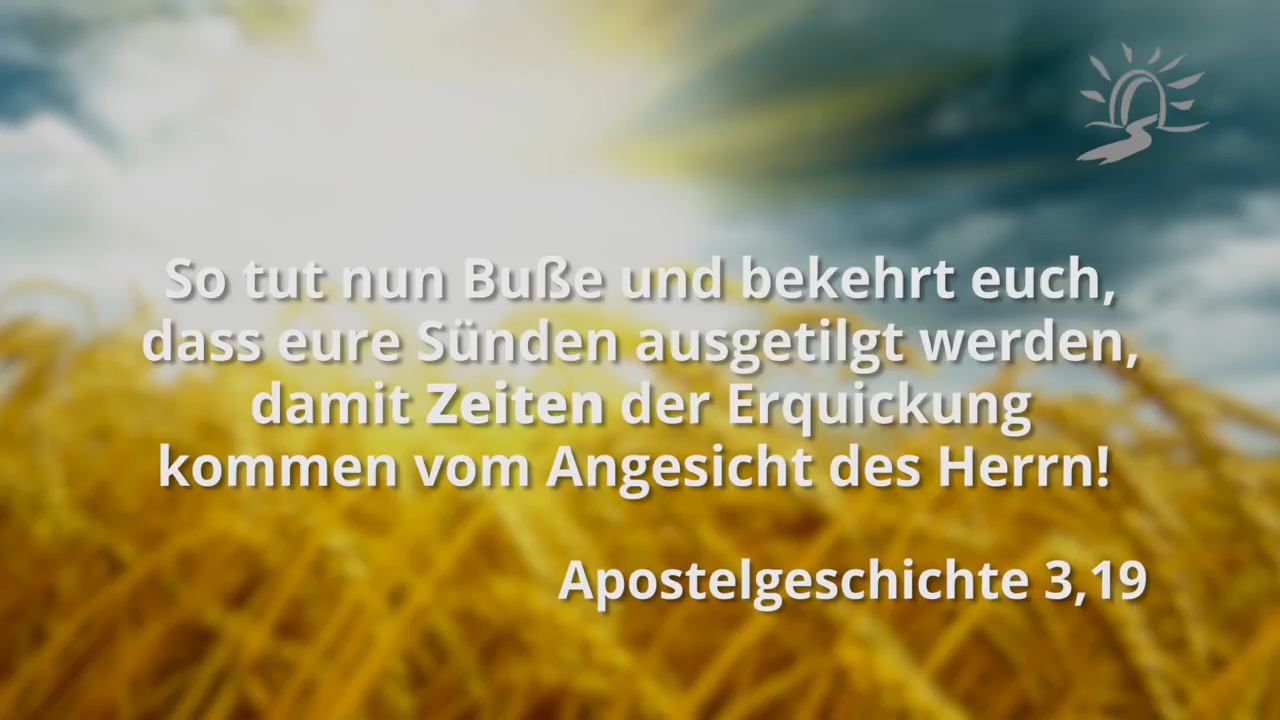 So tut nun Buße und bekehrt euch,
dass eure Sünden ausgetilgt werden,
damit Zeiten der Erquickung
kommen vom Angesicht des Herrn!
Apostelgeschichte 3,19